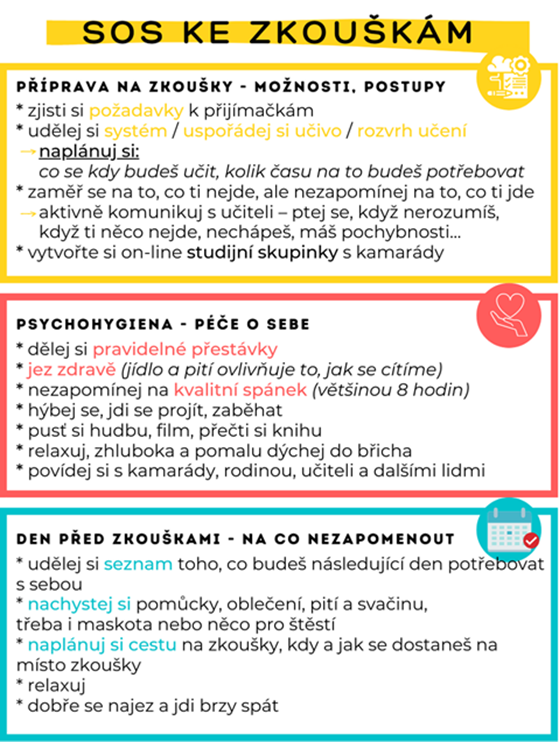 SOS KE ZKOUŠKÁM
PŘÍPRAVA NA ZKOUŠKY - MOŽNOSTI, POSTUPY
* zjisti si požadavky k přijímačkám
* udělej si systém / uspořádej si učivo / rozvrh učení
→naplánuj si:
co se kdy budeš učit, kolik času na to budeš potřebovat
* zaměř se na to, co ti nejde, ale nezapomínej na to, co ti jde
→aktivně komunikuj s učiteli – ptej se, když nerozumíš,
když ti něco nejde, nechápeš, máš pochybnosti...
* vytvořte si on-line studijní skupinky s kamarády
PSYCHOHYGIENA - PÉČE O SEBE
* dělej si pravidelné přestávky
* jez zdravě (jídlo a pití ovlivňuje to, jak se cítíme)
* nezapomínej na kvalitní spánek (většinou 8 hodin)
* hýbej se, jdi se projít, zaběhat
* pusť si hudbu, film, přečti si knihu
* relaxuj, zhluboka a pomalu dýchej do břicha
* povídej si s kamarády, rodinou, učiteli a dalšími lidmi
DEN PŘED ZKOUŠKAMI - NA CO NEZAPOMENOUT
* udělej si seznam toho, co budeš následující den potřebovat
s sebou
* nachystej si pomůcky, oblečení, pití a svačinu,
třeba i maskota nebo něco pro štěstí
* naplánuj si cestu na zkoušky, kdy a jak se dostaneš na
místo zkoušky
* relaxuj
* dobře se najez a jdi brzy spát